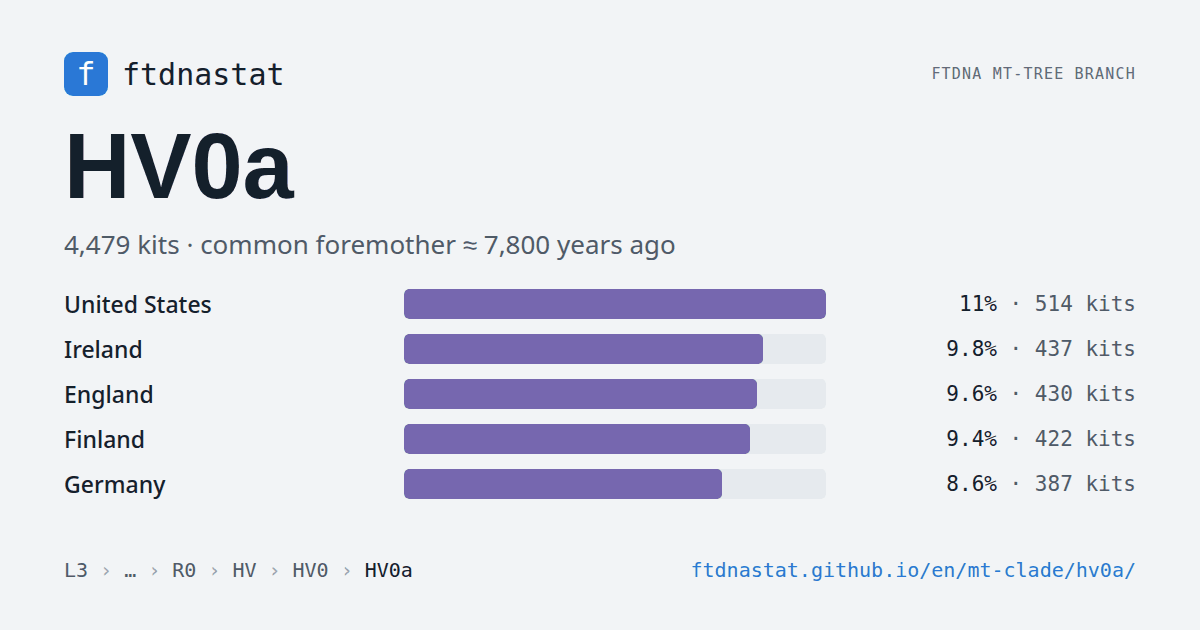 f ftdnastat
FTDNA MT-TREE BRANCH
HV0a
4,479 kits · common foremother ≈ 7,800 years ago
United States 11% · 514 kits
Ireland 9.8% · 437 kits
England 9.6% · 430 kits
Finland 9.4% · 422 kits
Germany 8.6% · 387 kits
L3 › … › R0 › HV › HV0 › HV0a
ftdnastat.github.io/en/mt-clade/hv0a/